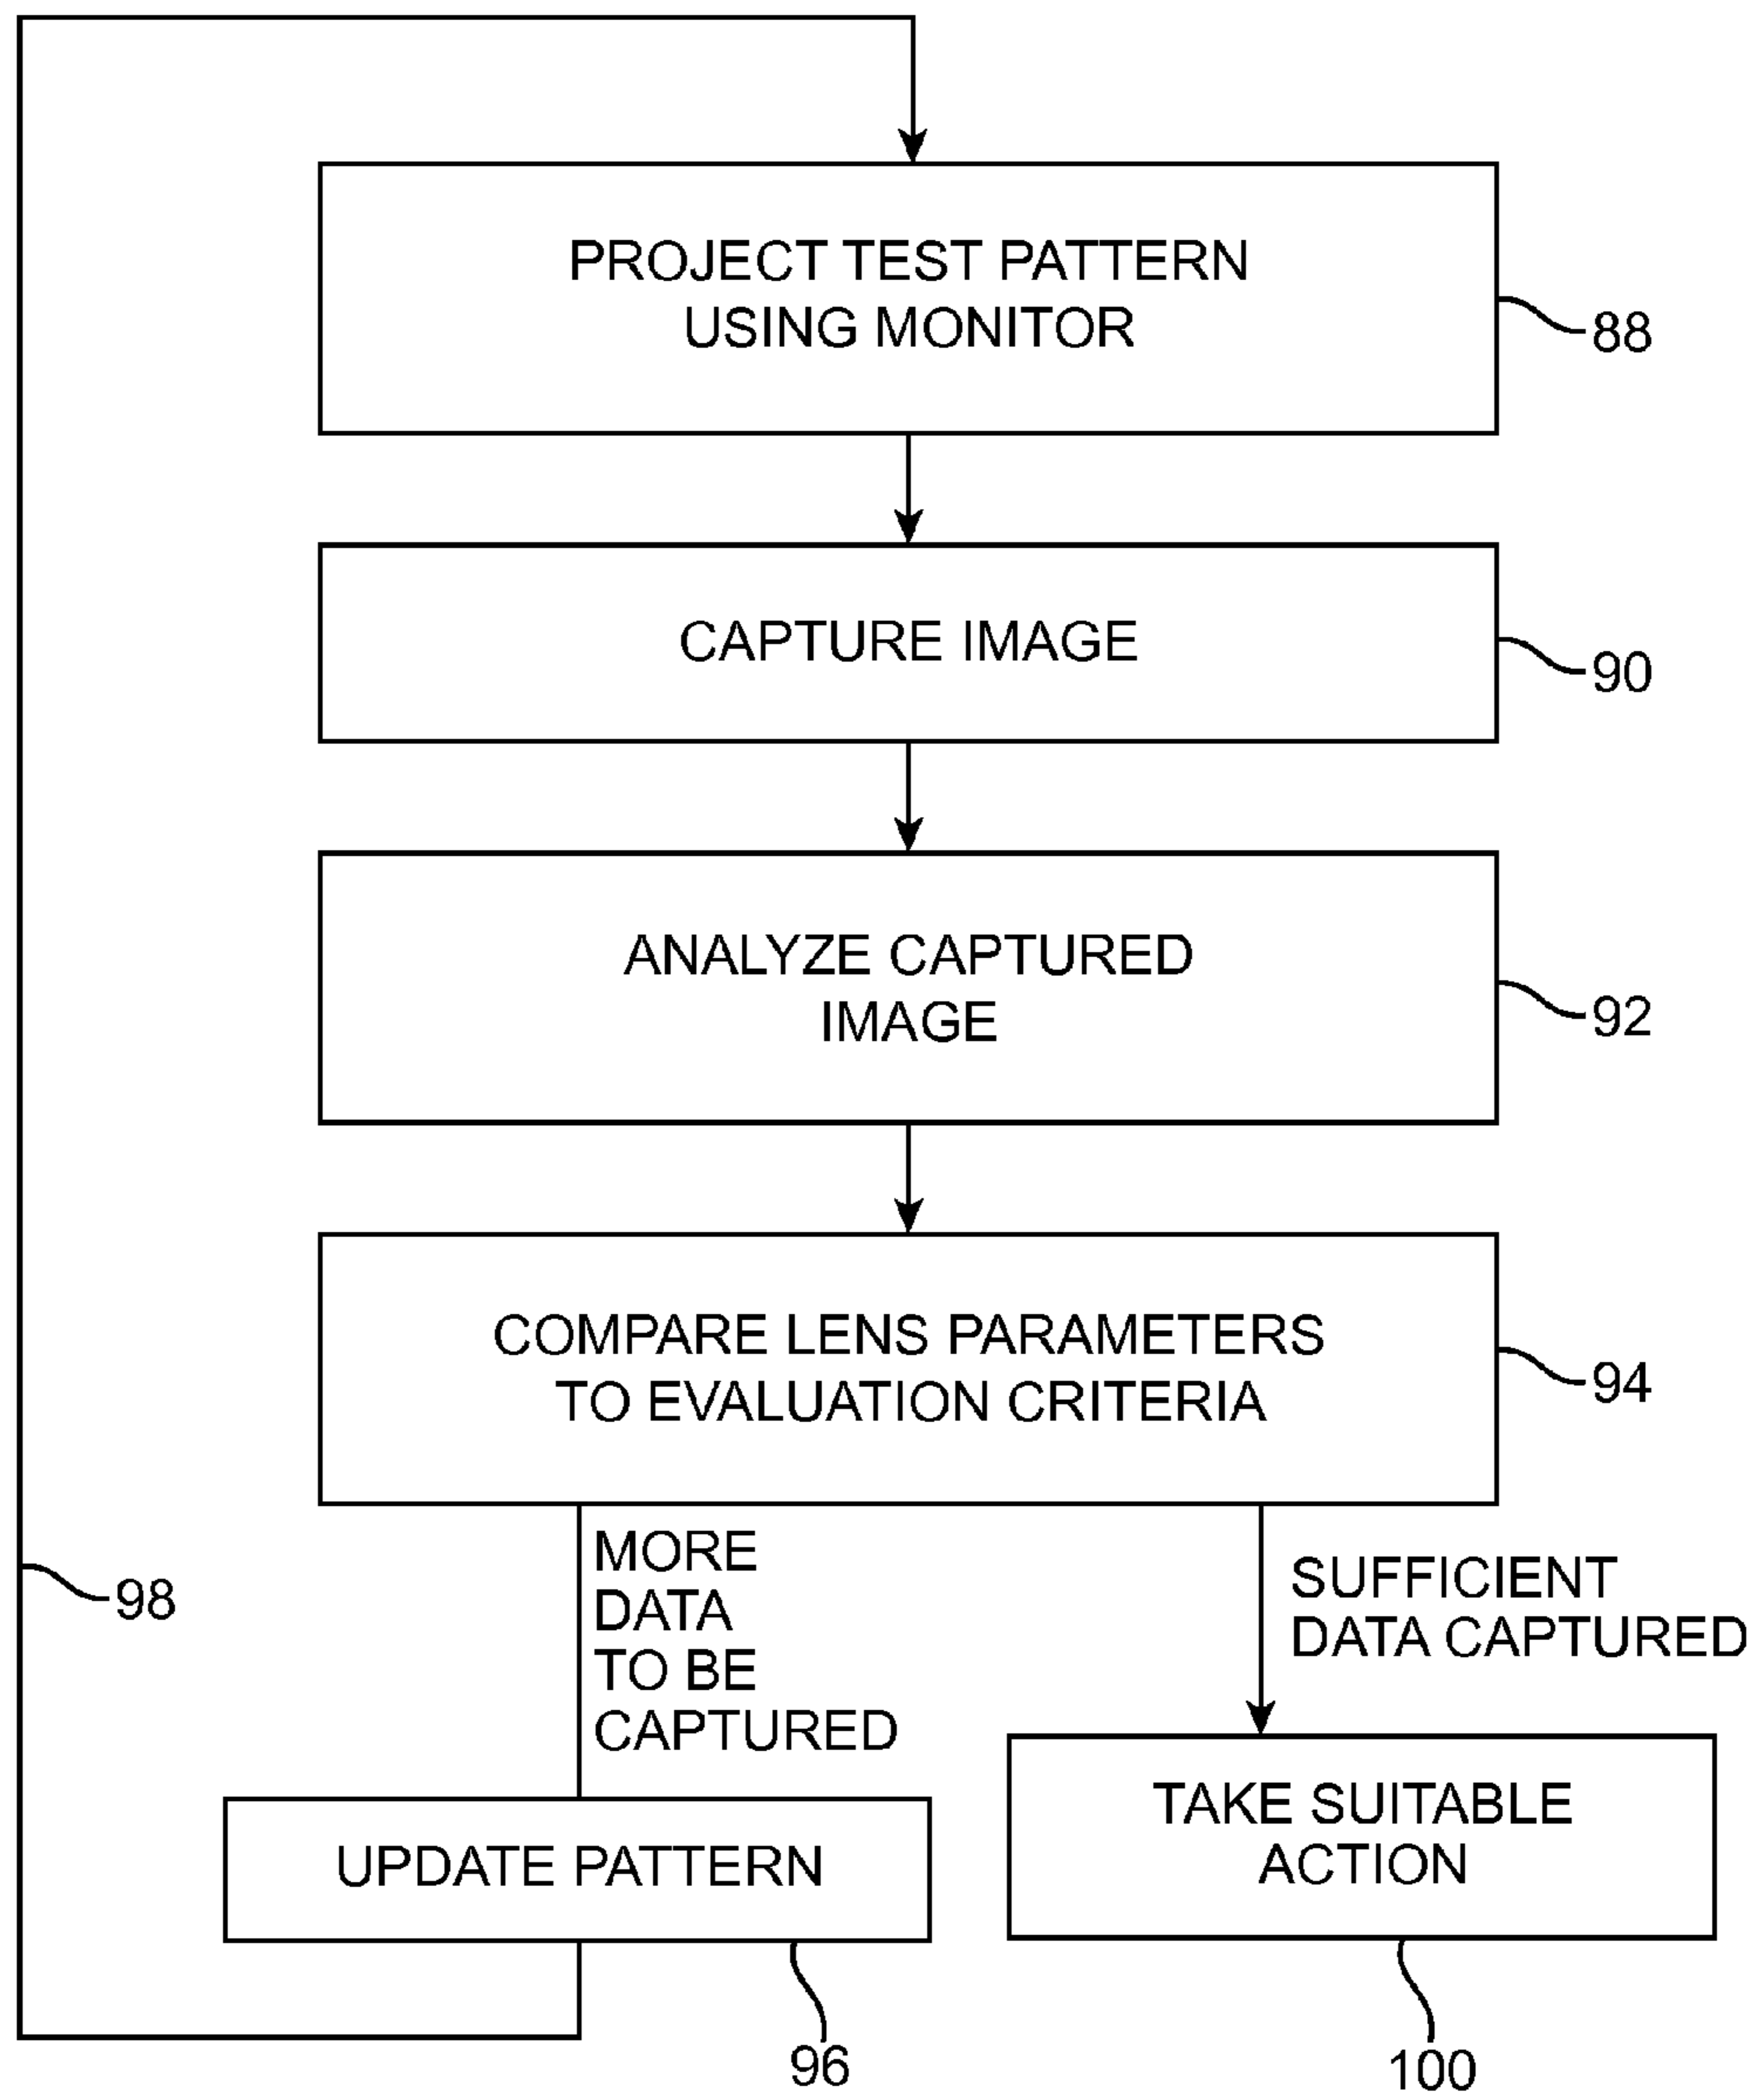 PROJECT TEST PATTERN
USING MONITOR
88
CAPTURE IMAGE
90
ANALYZE CAPTURED
IMAGE
92
COMPARE LENS PARAMETERS
TO EVALUATION CRITERIA
94
MORE
DATA
TO BE
CAPTURED
SUFFICIENT
DATA CAPTURED
98
UPDATE PATTERN
96
TAKE SUITABLE
ACTION
100